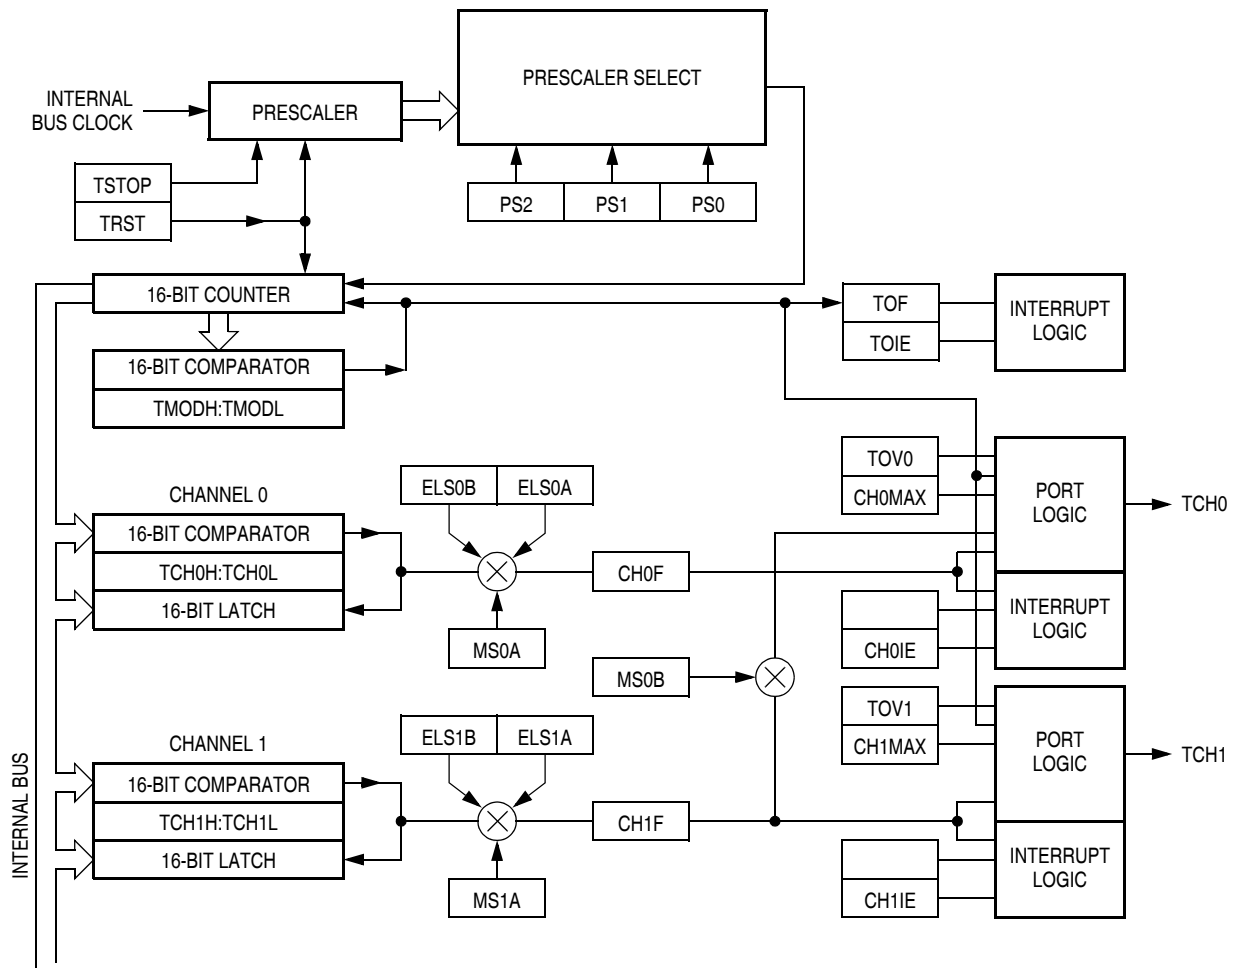 PRESCALER SELECT
INTERNAL
BUS CLOCK
PRESCALER
TSTOP
TRST
PS2
PS1
PS0
16-BIT COUNTER
TOF
TOIE
INTERRUPT
LOGIC
16-BIT COMPARATOR
TMODH:TMODL
TOV0
CH0MAX
PORT
LOGIC
TCH0
CHANNEL 0
ELS0B
ELS0A
16-BIT COMPARATOR
TCH0H:TCH0L
16-BIT LATCH
CH0F
MS0A
INTERRUPT
LOGIC
CH0IE
MS0B
TOV1
CH1MAX
PORT
LOGIC
TCH1
CHANNEL 1
ELS1B
ELS1A
16-BIT COMPARATOR
TCH1H:TCH1L
16-BIT LATCH
CH1F
MS1A
INTERRUPT
LOGIC
CH1IE
INTERNAL BUS